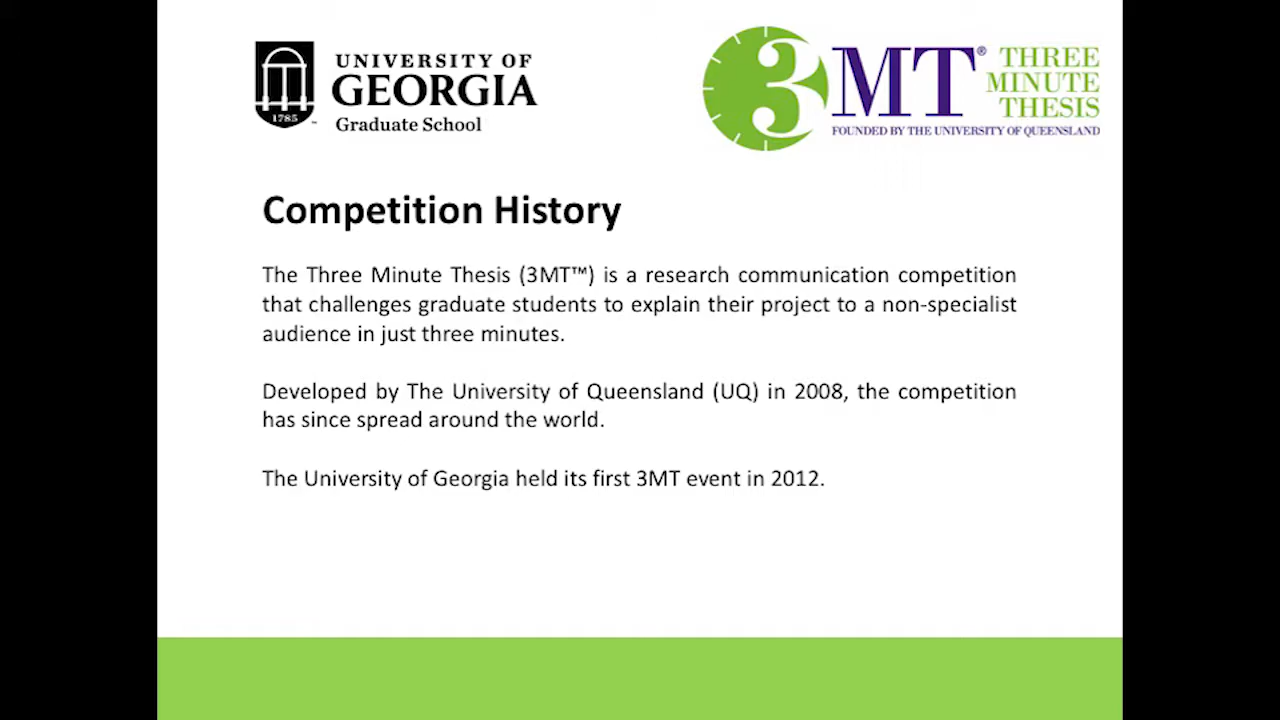 UNIVERSITY OF
GEORGIA
Graduate School
1785
3MT®
THREE
MINUTE
THESIS
FOUNDED BY THE UNIVERSITY OF QUEENSLAND
Competition History
The Three Minute Thesis (3MT™) is a research communication competition
that challenges graduate students to explain their project to a non-specialist
audience in just three minutes.
Developed by The University of Queensland (UQ) in 2008, the competition
has since spread around the world.
The University of Georgia held its first 3MT event in 2012.